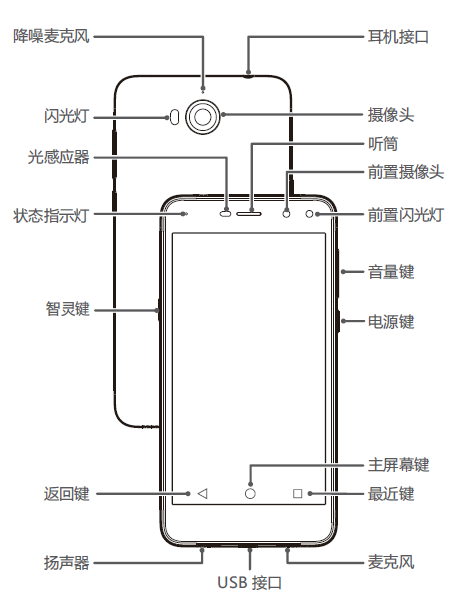 降噪麦克风
耳机接口
闪光灯
摄像头
听筒
光感应器
前置摄像头
状态指示灯
前置闪光灯
音量键
智灵键
电源键
主屏幕键
返回键
最近键
扬声器
麦克风
USB 接口